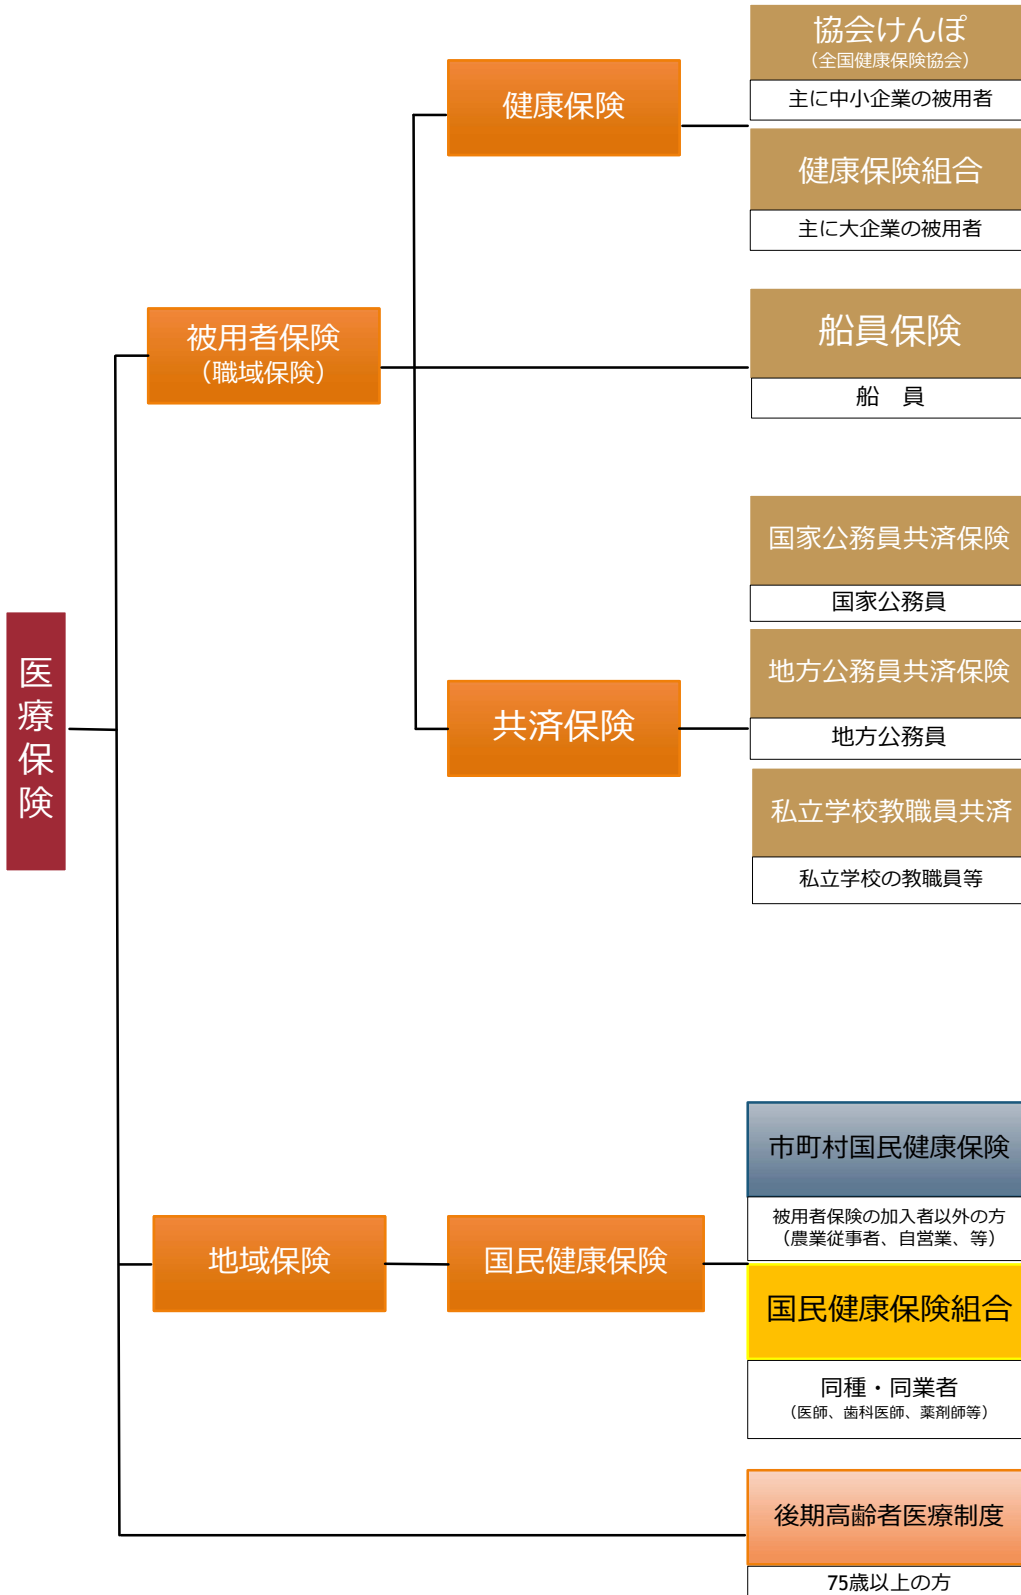 協会けんぽ
（全国健康保険協会）
主に中小企業の被用者
健康保険
健康保険組合
主に大企業の被用者
被用者保険
（職域保険）
船員保険
船　員
国家公務員共済保険
国家公務員
地方公務員共済保険
地方公務員
共済保険
私立学校教職員共済
私立学校の教職員等
医療保険
市町村国民健康保険
被用者保険の加入者以外の方
（農業従事者、自営業、等）
地域保険
国民健康保険
国民健康保険組合
同種・同業者
（医師、歯科医師、薬剤師等）
後期高齢者医療制度
75歳以上の方